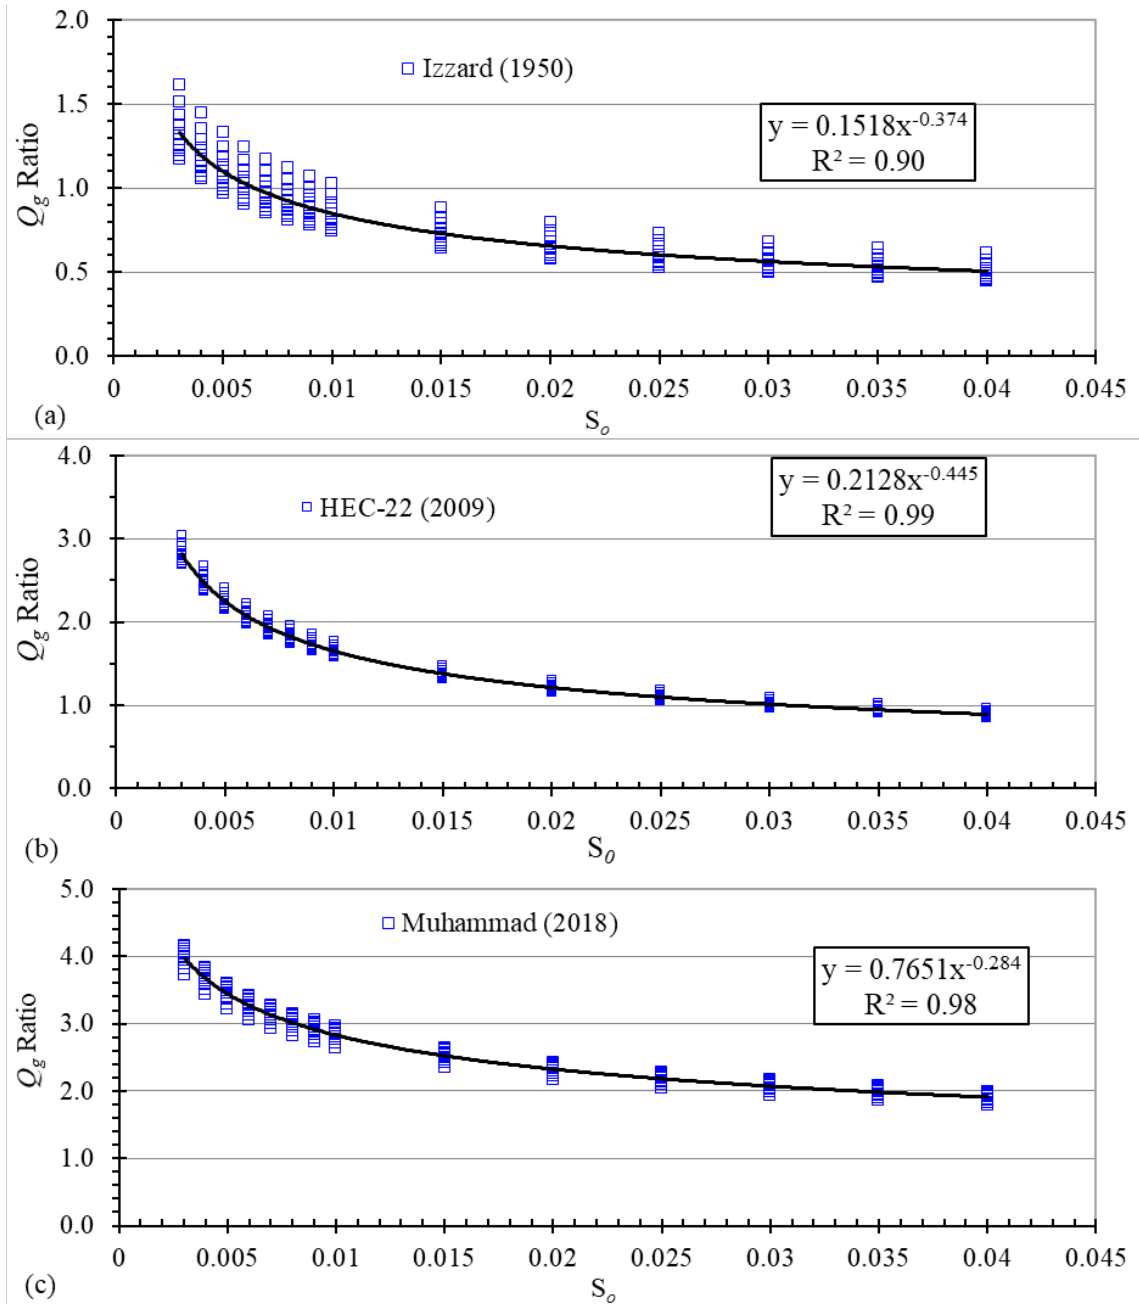 2.0
Izzard (1950)
1.5
y = 0.1518x^-0.374
R² = 0.90
1.0
Q_g Ratio
0.5
0.0
0 0.005 0.01 0.015 0.02 0.025 0.03 0.035 0.04 0.045
(a)
S_o
4.0
y = 0.2128x^-0.445
R² = 0.99
HEC-22 (2009)
3.0
Q_g Ratio
2.0
1.0
0.0
0 0.005 0.01 0.015 0.02 0.025 0.03 0.035 0.04 0.045
(b)
S_0
5.0
Muhammad (2018)
4.0
y = 0.7651x^-0.284
R² = 0.98
3.0
Q_g Ratio
2.0
1.0
0.0
0 0.005 0.01 0.015 0.02 0.025 0.03 0.035 0.04 0.045
(c)
S_o